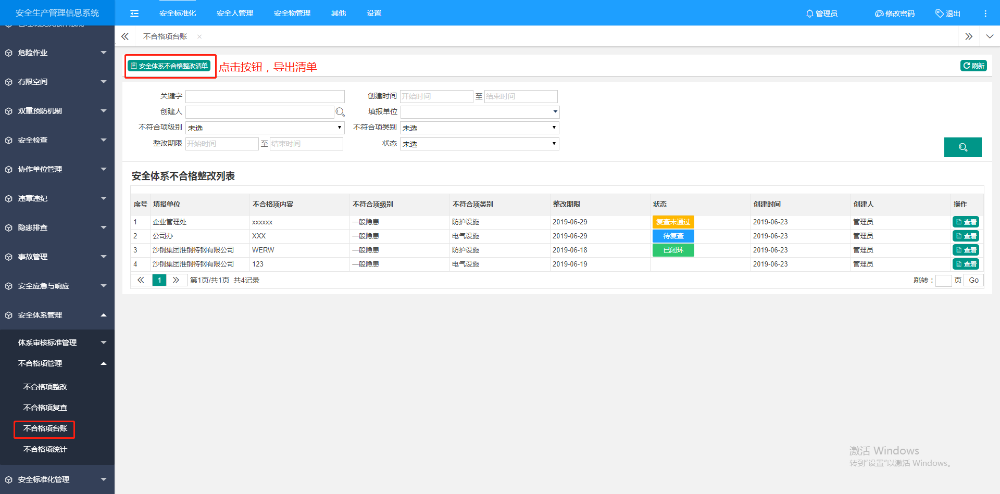 安全生产管理信息系统
安全标准化 安全人管理 安全物管理 其他 设置
管理员 修改密码 退出
不合格项台账
危险作业
有限空间
双重预防机制
安全检查
协作单位管理
违章违纪
隐患排查
事故管理
安全应急与响应
安全体系管理
体系审核标准管理
不合格项管理
不合格项整改
不合格项复查
不合格项台账
不合格项统计
安全标准化管理
安全体系不合格整改清单 点击按钮，导出清单 刷新
关键字 创建时间 开始时间 至 结束时间
创建人 填报单位
不符合项级别 未选 不符合项类别 未选
整改期限 开始时间 至 结束时间 状态 未选
安全体系不合格整改列表
序号 填报单位 不合格项内容 不符合项级别 不符合项类别 整改期限 状态 创建时间 创建人 操作
1 企业管理处 xxxxxx 一般隐患 防护设施 2019-06-29 复查未通过 2019-06-23 管理员 查看
2 公司办 XXX 一般隐患 电气设施 2019-06-29 待复查 2019-06-23 管理员 查看
3 沙钢集团淮钢特钢有限公司 WERW 一般隐患 防护设施 2019-06-18 已闭环 2019-06-23 管理员 查看
4 沙钢集团淮钢特钢有限公司 123 一般隐患 电气设施 2019-06-19 2019-06-23 管理员 查看
1 第1页/共1页 共4记录 跳转： 页 Go
激活 Windows
转到"设置"以激活 Windows。